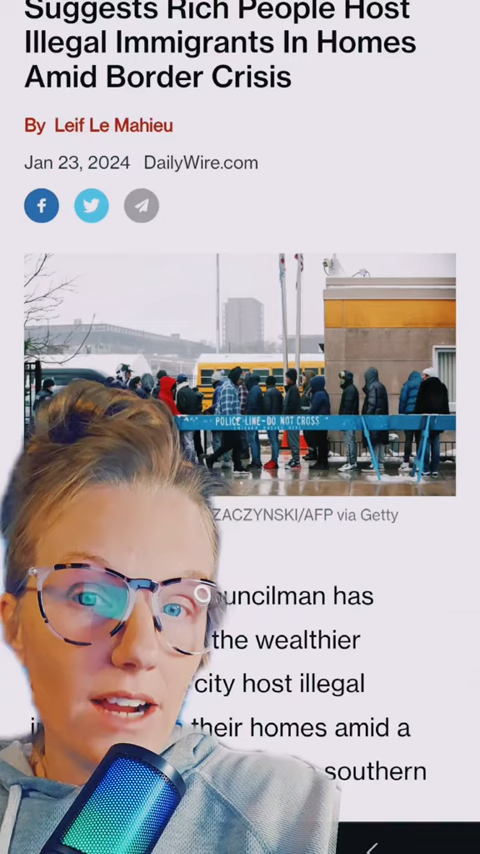 Suggests Rich People Host
Illegal Immigrants In Homes
Amid Border Crisis
By Leif Le Mahieu
Jan 23, 2024 DailyWire.com
POLICE LINE-DO NOT CROSS
ZACZYNSKI/AFP via Getty
uncilman has
the wealthier
city host illegal
their homes amid a
southern